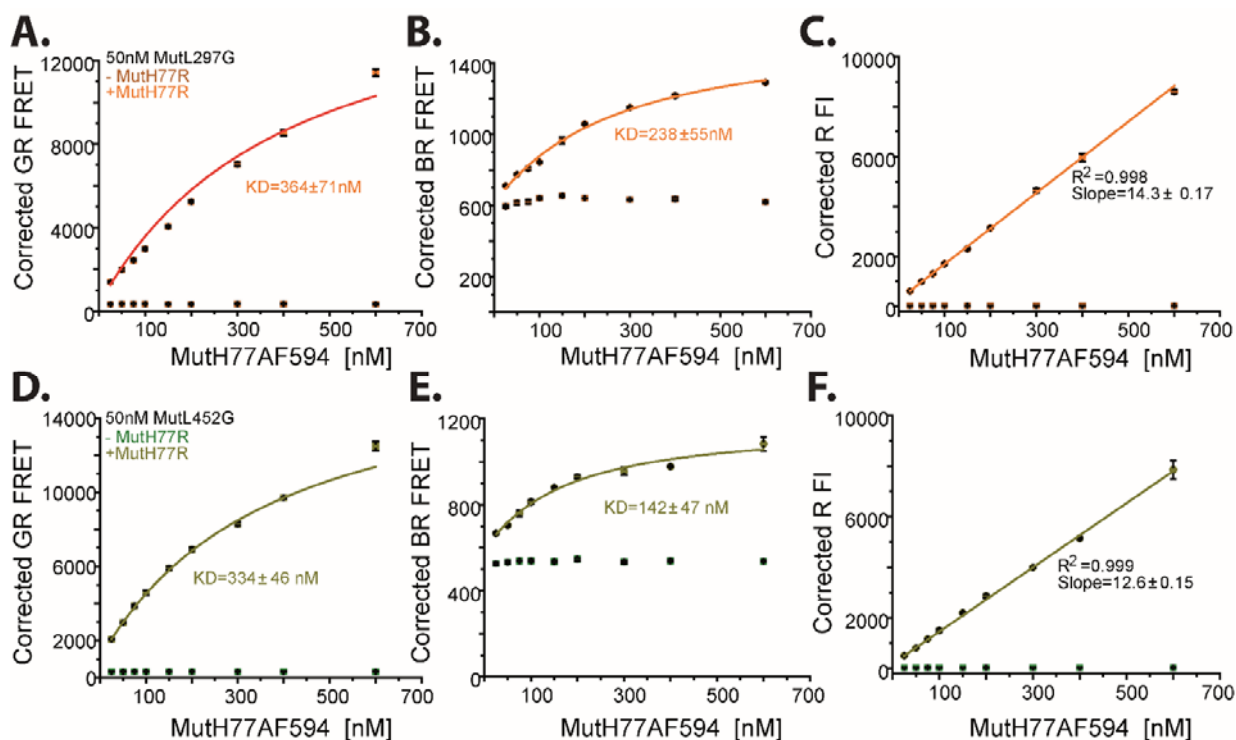 A.
50nM MutL297G
- MutH77R
+MutH77R
12000
9000
6000
3000
0
Corrected GR FRET
KD=364±71nM
100 300 500 700
MutH77AF594 [nM]
B.
1400
1000
600
200
Corrected BR FRET
KD=238±55nM
100 300 500 700
MutH77AF594 [nM]
C.
10000
6000
2000
0
Corrected R FI
R2=0.998
Slope=14.3± 0.17
100 300 500 700
MutH77AF594 [nM]
D.
50nM MutL452G
- MutH77R
+MutH77R
14000
10000
6000
2000
0
Corrected GR FRET
KD=334± 46 nM
100 300 500 700
MutH77AF594 [nM]
E.
1200
800
400
0
Corrected BR FRET
KD=142±47 nM
100 300 500 700
MutH77AF594 [nM]
F.
10000
6000
2000
0
Corrected R FI
R2=0.999
Slope=12.6±0.15
100 300 500 700
MutH77AF594 [nM]